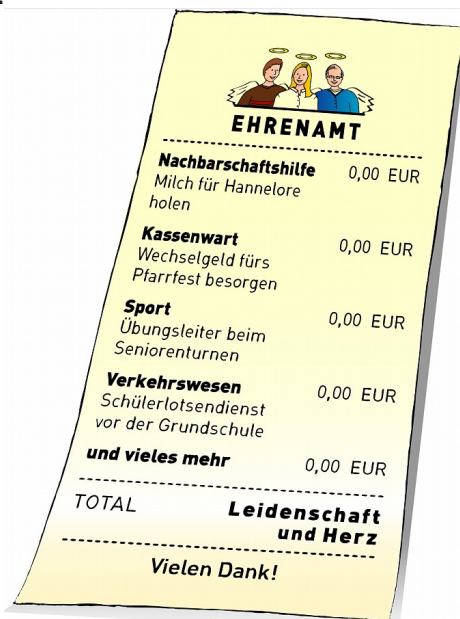 EHRENAMT
Nachbarschaftshilfe 0,00 EUR
Milch für Hannelore
holen
Kassenwart 0,00 EUR
Wechselgeld fürs
Pfarrfest besorgen
Sport 0,00 EUR
Übungsleiter beim
Seniorenturnen
Verkehrswesen 0,00 EUR
Schülerlotsendienst
vor der Grundschule
und vieles mehr 0,00 EUR
TOTAL Leidenschaft
und Herz
Vielen Dank!